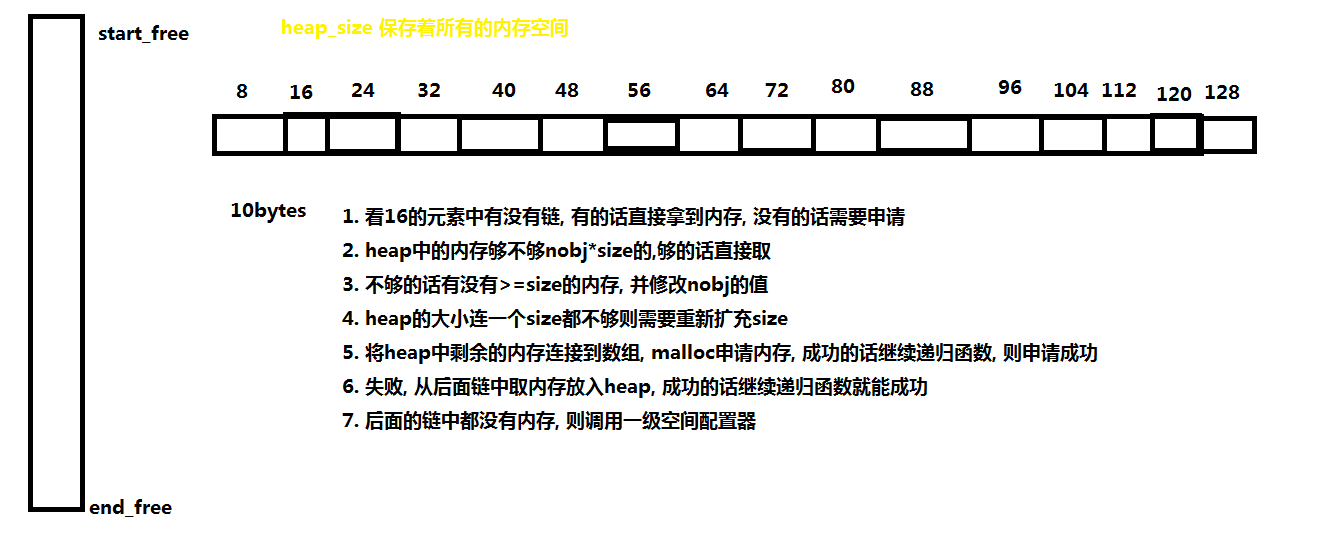 start_free
heap_size 保存着所有的内存空间
8 16 24 32 40 48 56 64 72 80 88 96 104 112 120 128
10bytes
1. 看16的元素中有没有链, 有的话直接拿到内存, 没有的话需要申请
2. heap中的内存够不够nobj*size的,够的话直接取
3. 不够的话有没有>=size的内存, 并修改nobj的值
4. heap的大小连一个size都不够则需要重新扩充size
5. 将heap中剩余的内存连接到数组, malloc申请内存, 成功的话继续递归函数, 则申请成功
6. 失败, 从后面链中取内存放入heap, 成功的话继续递归函数就能成功
7. 后面的链中都没有内存, 则调用一级空间配置器
end_free